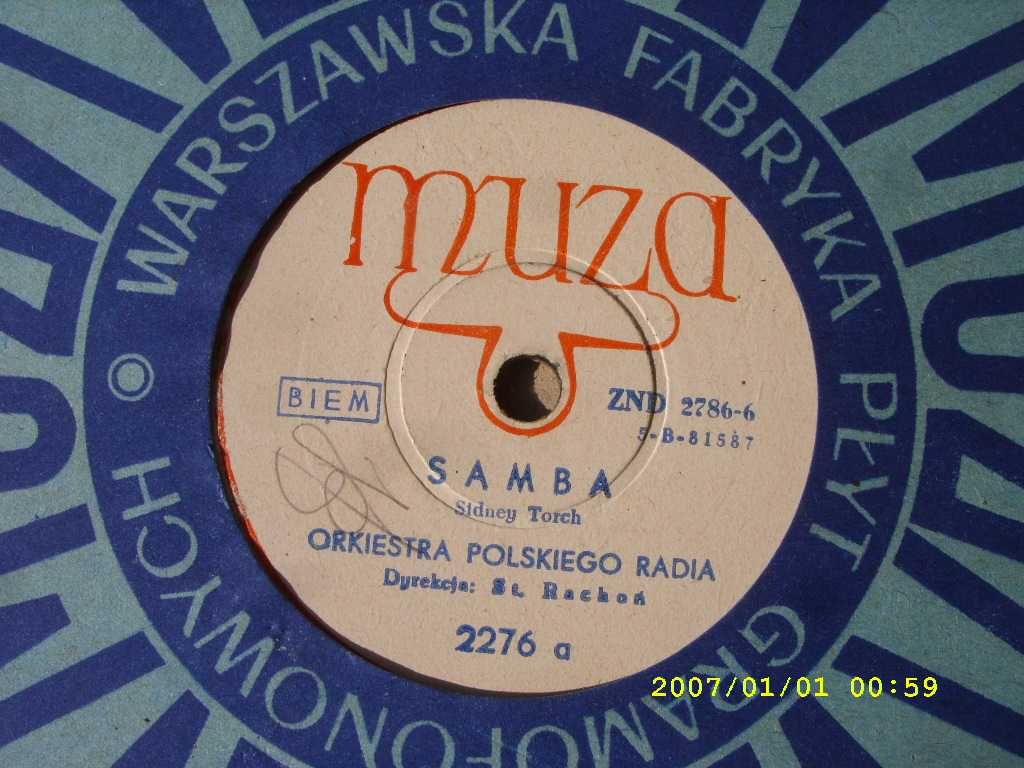 WARSZAWSKA FABRYKA PŁYT GRAMOFONOWYCH
muza
BIEM
ZND 2786-6
5-B-81587
SAMBA
Sidney Torch
ORKIESTRA POLSKIEGO RADIA
Dyrekcja: St. Rachoń
2276 a
2007/01/01 00:59